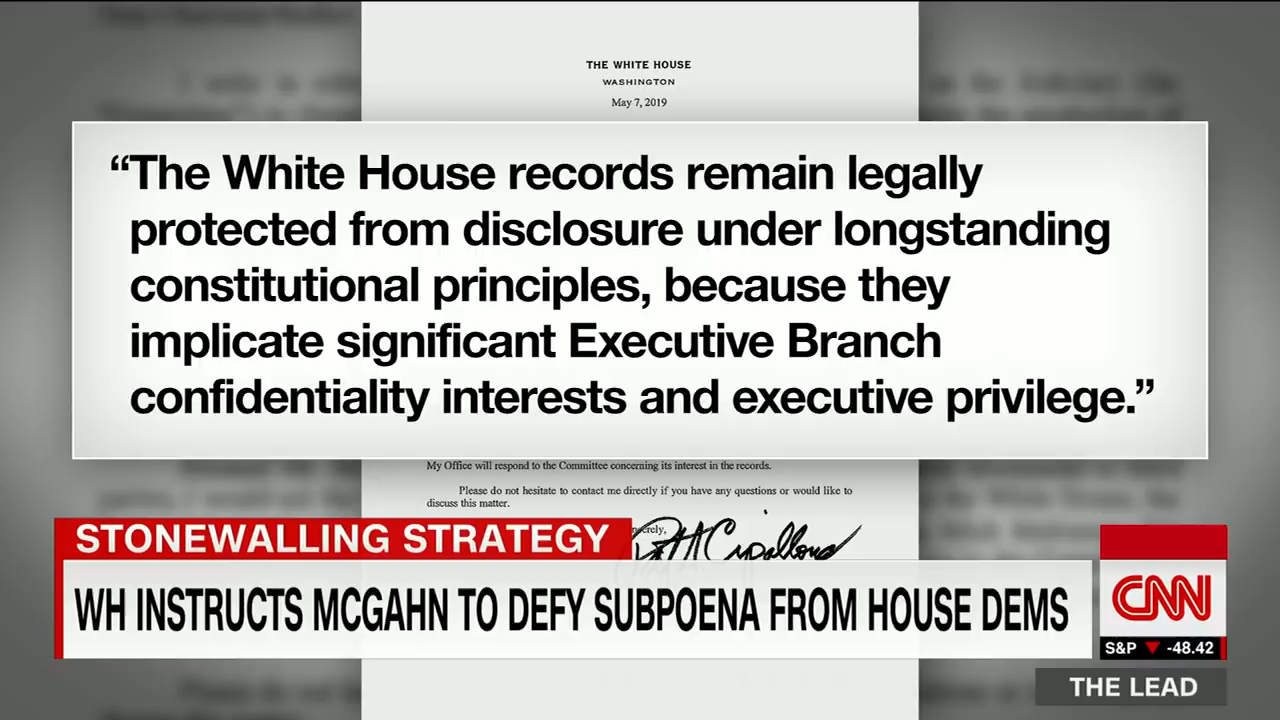 THE WHITE HOUSE
WASHINGTON
May 7, 2019
“The White House records remain legally
protected from disclosure under longstanding
constitutional principles, because they
implicate significant Executive Branch
confidentiality interests and executive privilege.”
My Office will respond to the Committee concerning its interest in the records.
Please do not hesitate to contact me directly if you have any questions or would like to
discuss this matter.
STONEWALLING STRATEGY
WH INSTRUCTS MCGAHN TO DEFY SUBPOENA FROM HOUSE DEMS
CNN
S&P ▼ -48.42
THE LEAD